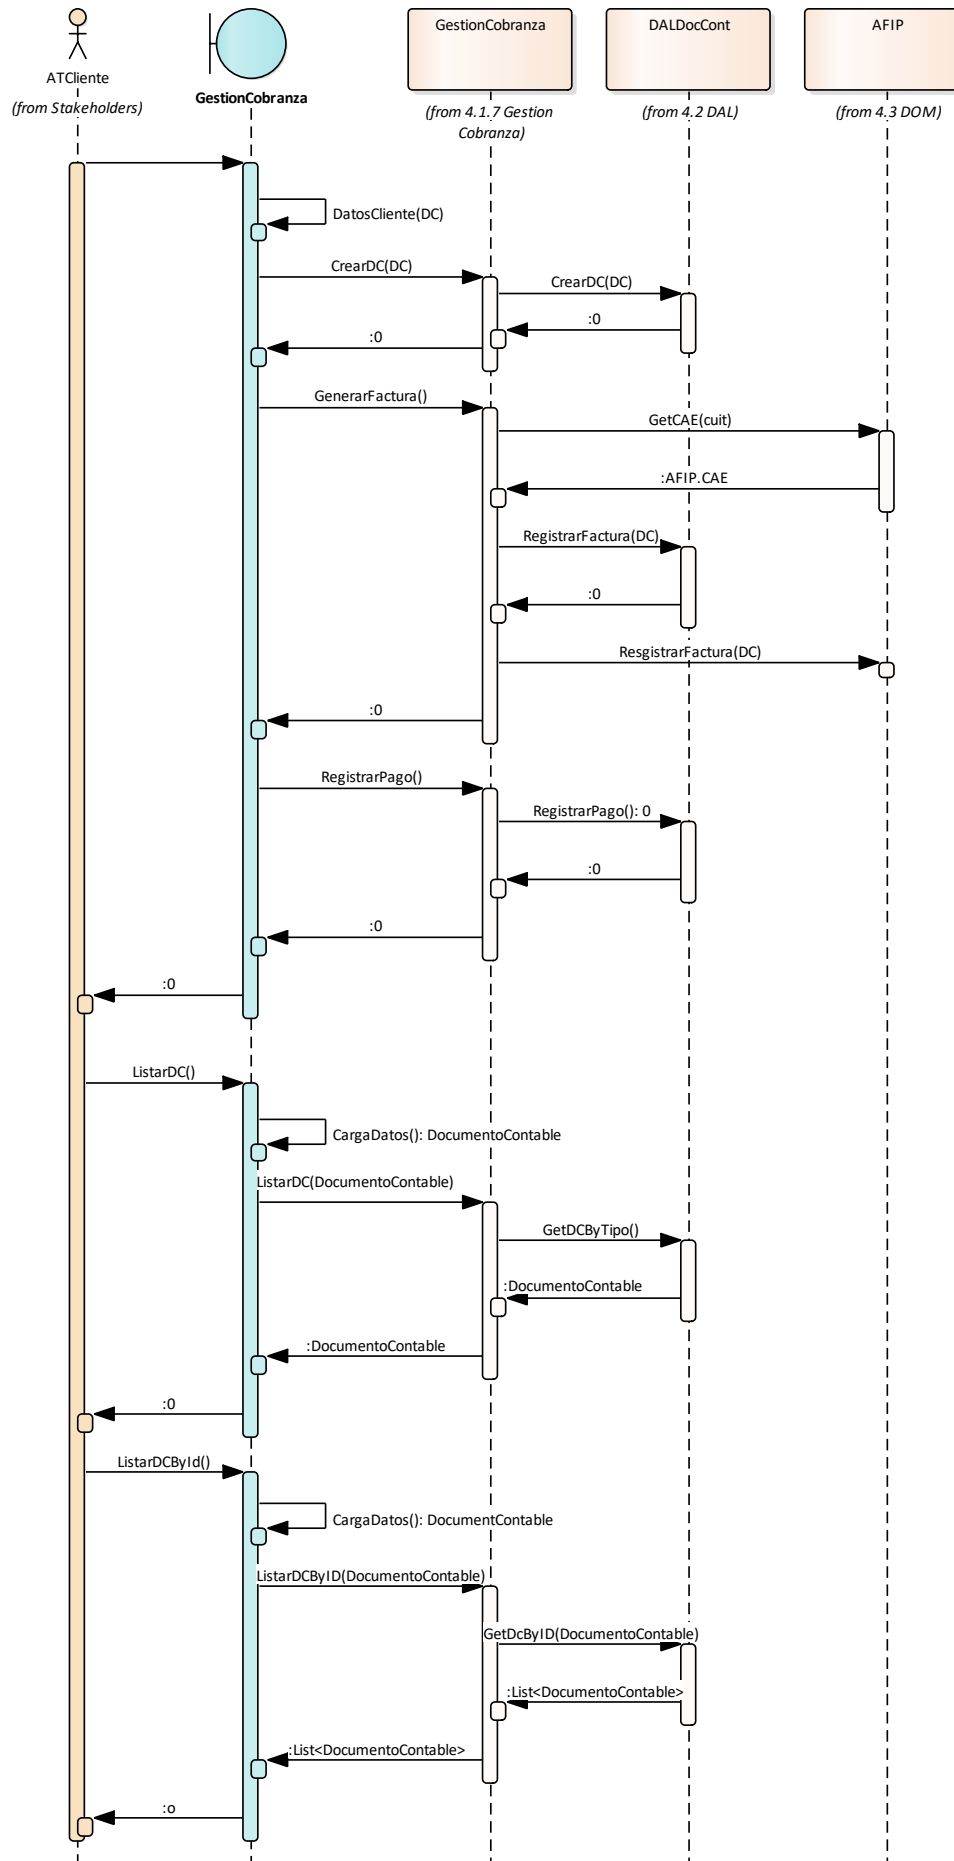 GestionCobranza
DALDocCont
AFIP
ATCliente
(from Stakeholders)
GestionCobranza
(from 4.1.7 Gestion
Cobranza)
(from 4.2 DAL)
(from 4.3 DOM)
DatosCliente(DC)
CrearDC(DC)
CrearDC(DC)
:0
:0
GenerarFactura()
GetCAE(cuit)
:AFIP.CAE
RegistrarFactura(DC)
:0
ResgistrarFactura(DC)
:0
RegistrarPago()
RegistrarPago(): 0
:0
:0
:0
ListarDC()
CargaDatos(): DocumentoContable
ListarDC(DocumentoContable)
GetDCByTipo()
:DocumentoContable
:DocumentoContable
:0
ListarDCById()
CargaDatos(): DocumentContable
ListarDCByID(DocumentoContable)
GetDcByID(DocumentoContable)
:List<DocumentoContable>
:List<DocumentoContable>
:o